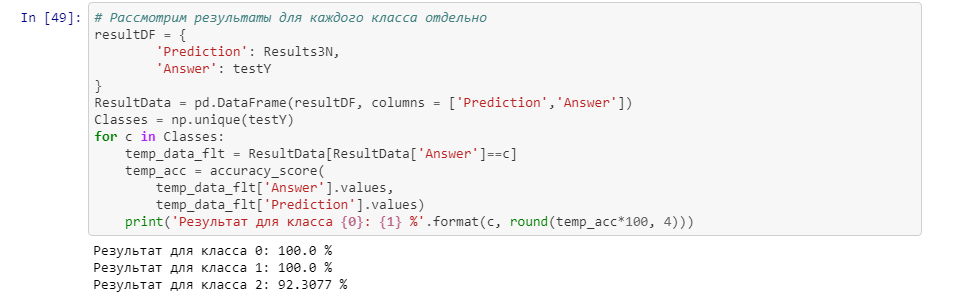 In [49]: # Рассмотрим результаты для каждого класса отдельно
resultDF = {
        'Prediction': Results3N,
        'Answer': testY
}
ResultData = pd.DataFrame(resultDF, columns = ['Prediction','Answer'])
Classes = np.unique(testY)
for c in Classes:
    temp_data_flt = ResultData[ResultData['Answer']==c]
    temp_acc = accuracy_score(
        temp_data_flt['Answer'].values,
        temp_data_flt['Prediction'].values)
    print('Результат для класса {0}: {1} %'.format(c, round(temp_acc*100, 4)))
Результат для класса 0: 100.0 %
Результат для класса 1: 100.0 %
Результат для класса 2: 92.3077 %